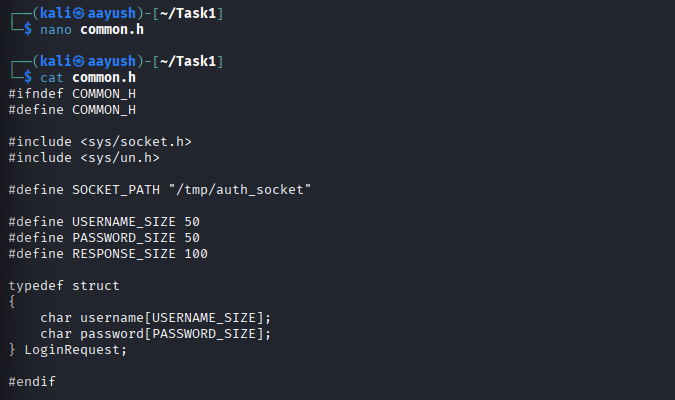 ┌──(kali㉿aayush)-[~/Task1]
└─$ nano common.h
┌──(kali㉿aayush)-[~/Task1]
└─$ cat common.h
#ifndef COMMON_H
#define COMMON_H
#include <sys/socket.h>
#include <sys/un.h>
#define SOCKET_PATH "/tmp/auth_socket"
#define USERNAME_SIZE 50
#define PASSWORD_SIZE 50
#define RESPONSE_SIZE 100
typedef struct
{
    char username[USERNAME_SIZE];
    char password[PASSWORD_SIZE];
} LoginRequest;
#endif